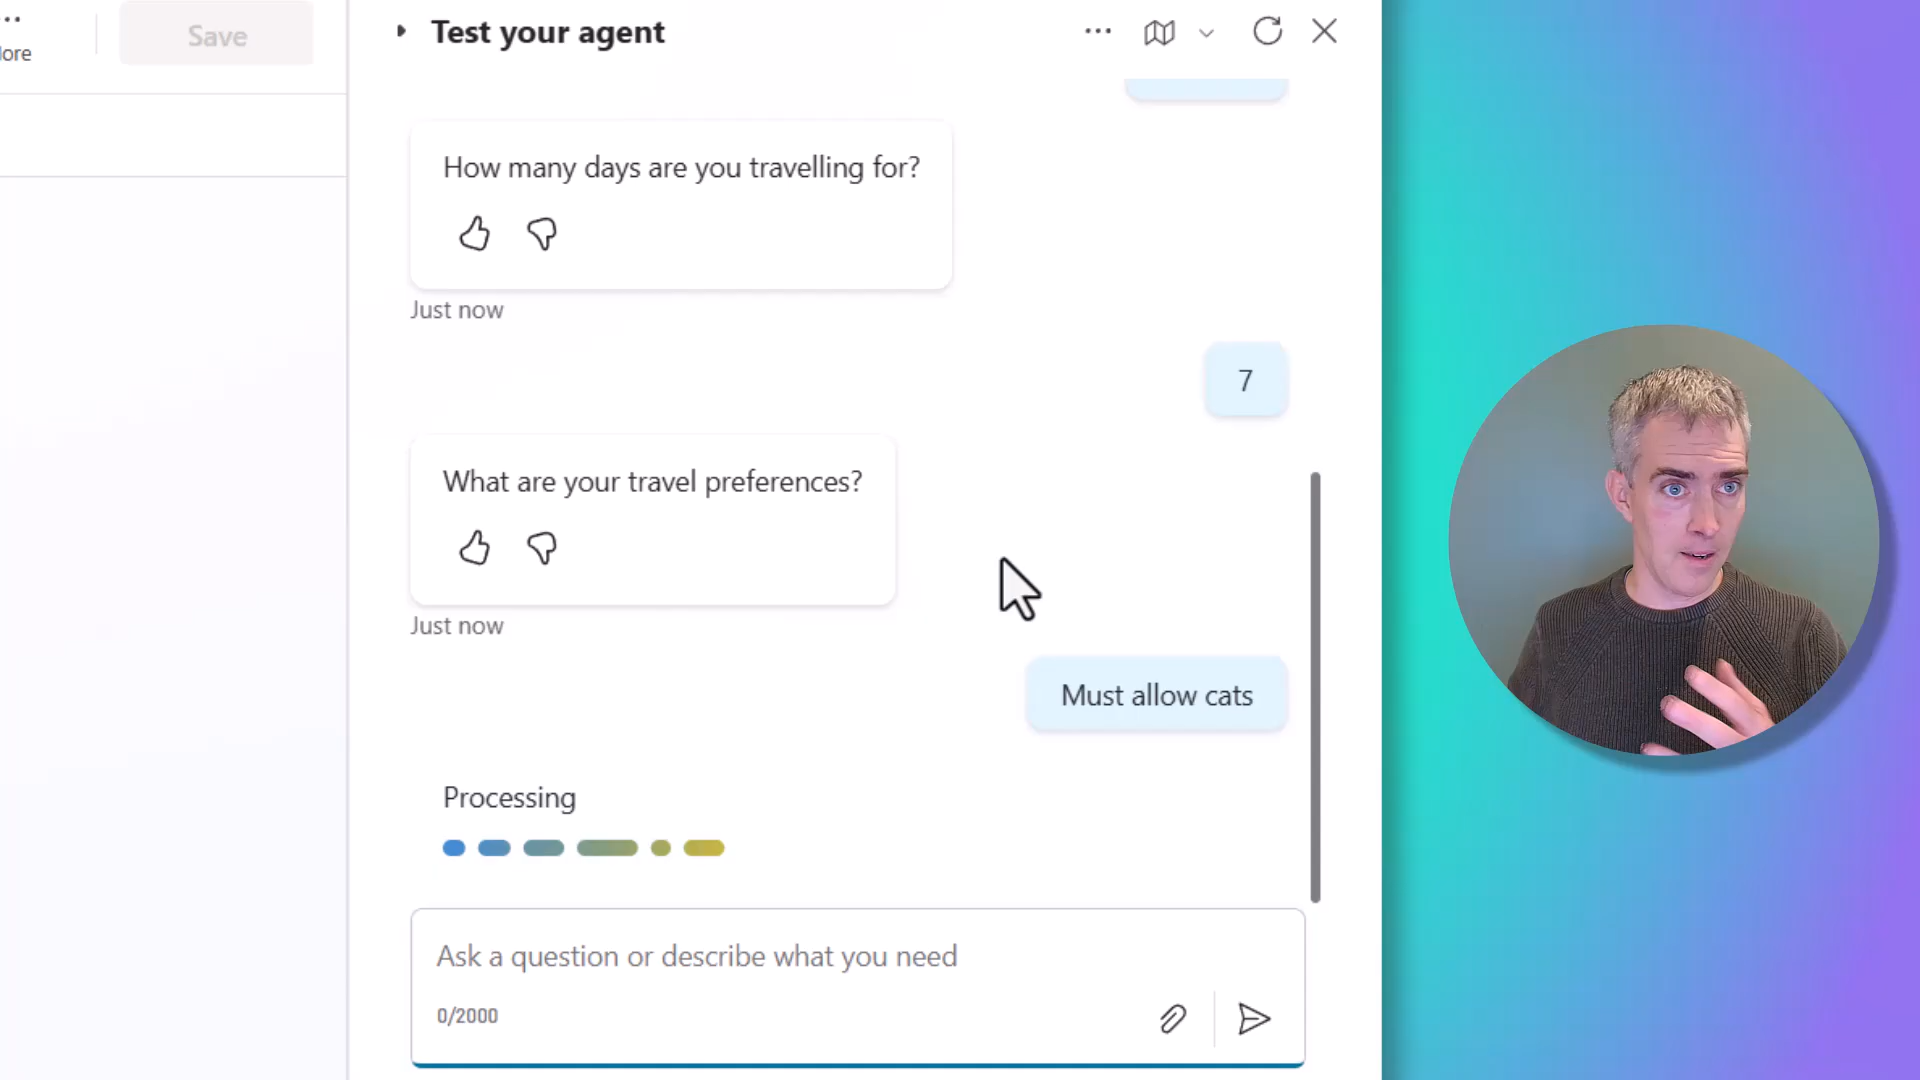 Save
Test your agent
How many days are you travelling for?
Just now
7
What are your travel preferences?
Just now
Must allow cats
Processing
Ask a question or describe what you need
0/2000